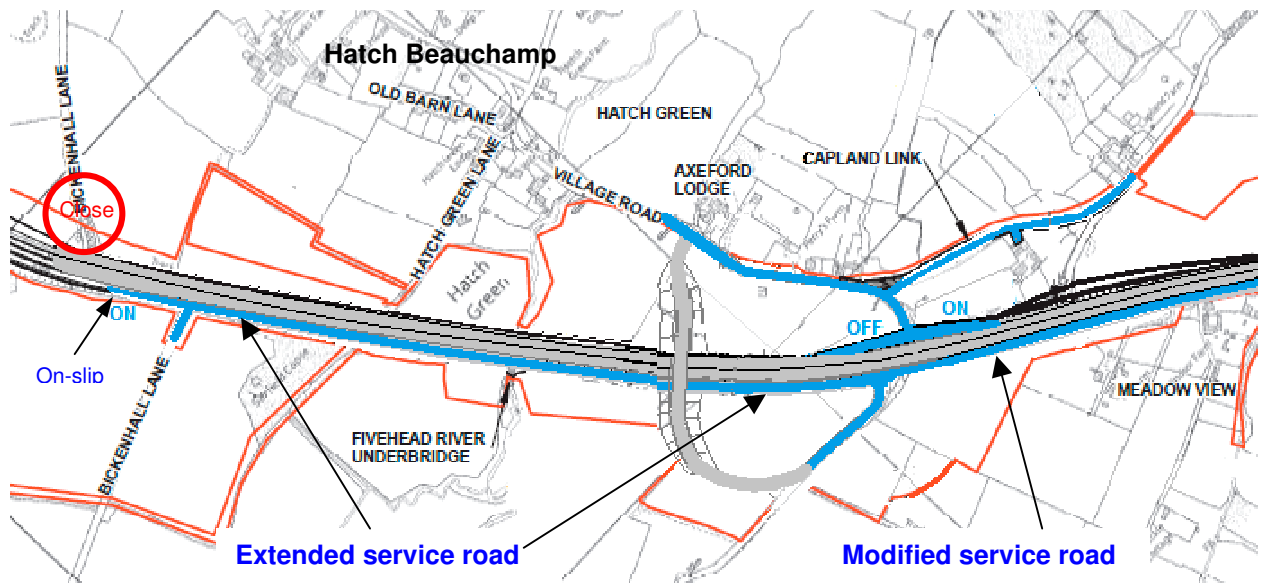 Hatch Beauchamp
BICKENHALL LANE
OLD BARN LANE
HATCH GREEN
HATCH GREEN LANE
VILLAGE ROAD
AXEFORD
LODGE
CAPLAND LINK
Close
Hatch
Green
ON
On-slip
BICKENHALL LANE
OFF
ON
MEADOW VIEW
FIVEHEAD RIVER
UNDERBRIDGE
Extended service road
Modified service road